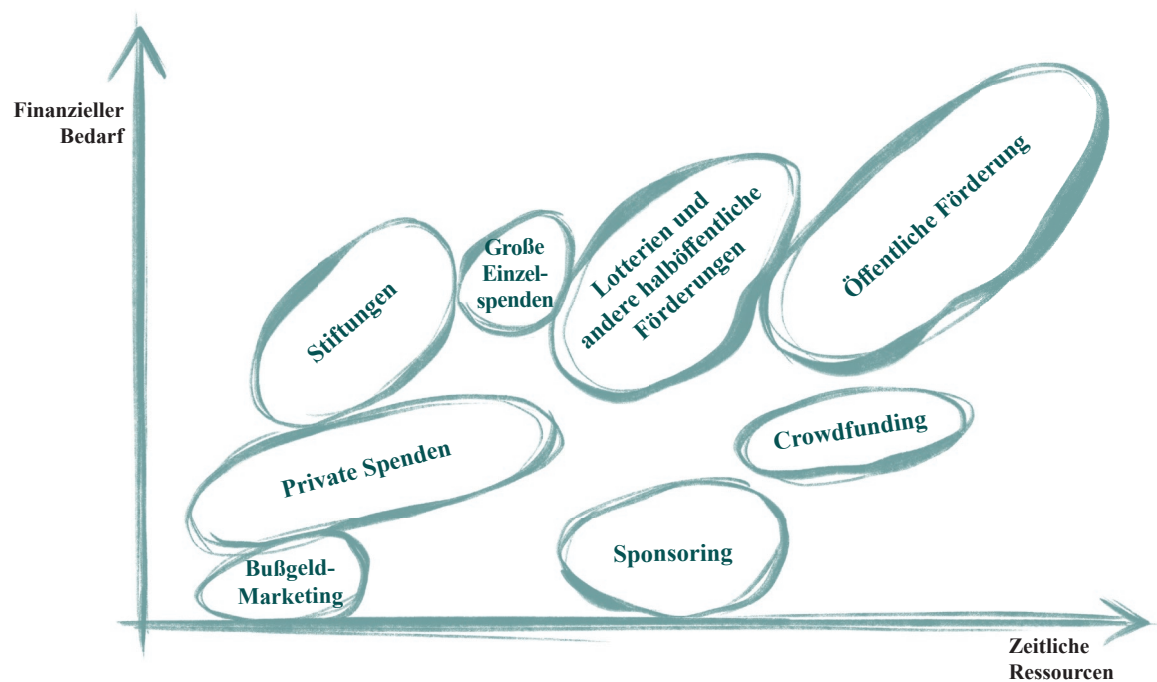 Finanzieller
Bedarf
Stiftungen
Große
Einzel-
spenden
Lotterien und
andere halböffentliche
Förderungen
Öffentliche Förderung
Private Spenden
Crowdfunding
Bußgeld-
Marketing
Sponsoring
Zeitliche
Ressourcen